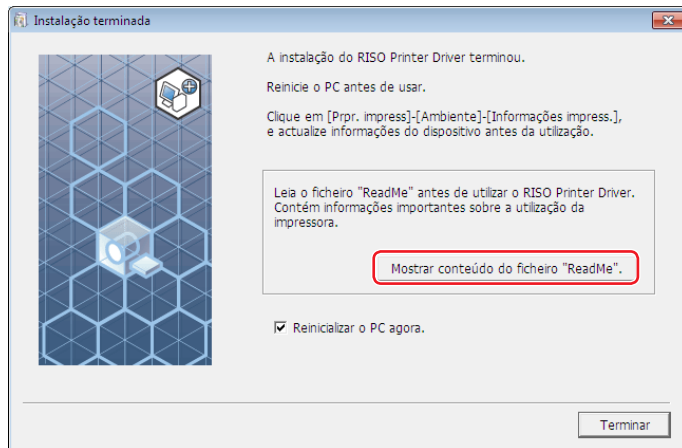 Instalação terminada
A instalação do RISO Printer Driver terminou.
Reinicie o PC antes de usar.
Clique em [Prpr. impress]-[Ambiente]-[Informações impress.],
e actualize informações do dispositivo antes da utilização.
Leia o ficheiro "ReadMe" antes de utilizar o RISO Printer Driver.
Contém informações importantes sobre a utilização da
impressora.
Mostrar conteúdo do ficheiro "ReadMe".
Reinicializar o PC agora.
Terminar